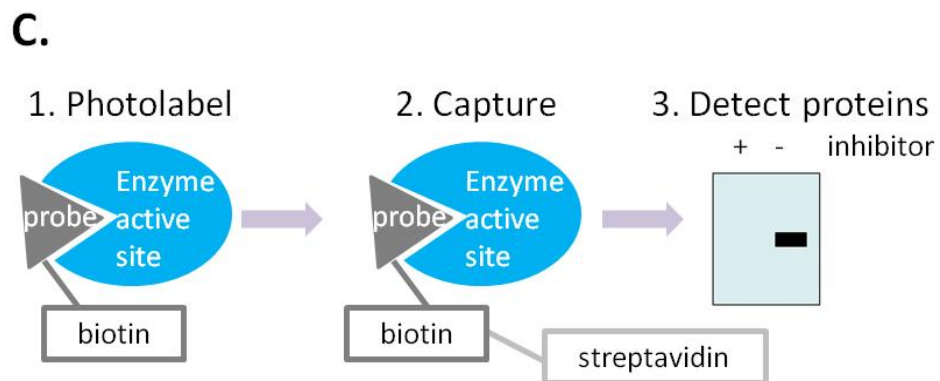 C.
1. Photolabel
2. Capture
3. Detect proteins
+ - inhibitor
probe
Enzyme
active
site
biotin
probe
Enzyme
active
site
biotin
streptavidin